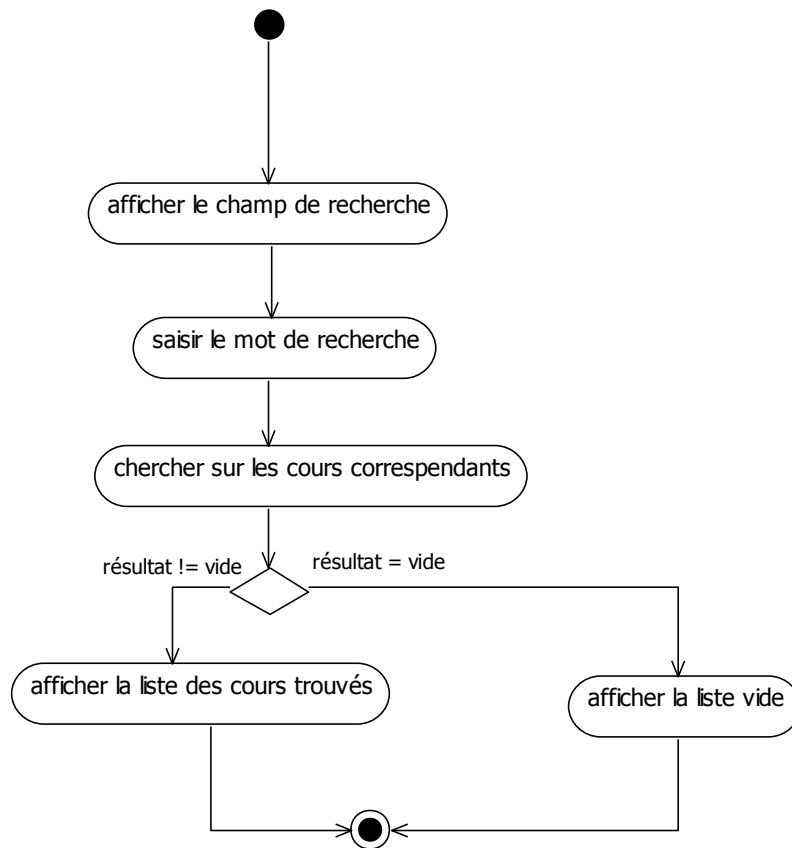 afficher le champ de recherche
saisir le mot de recherche
chercher sur les cours correspendants
résultat != vide
résultat = vide
afficher la liste des cours trouvés
afficher la liste vide